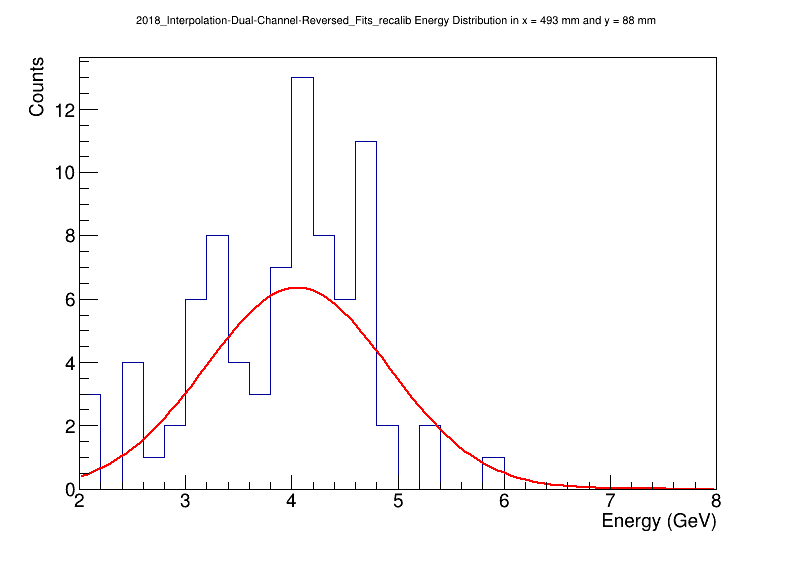 2018_Interpolation-Dual-Channel-Reversed_Fits_recalib Energy Distribution in x = 493 mm and y = 88 mm
Counts
12
10
8
6
4
2
0
2 3 4 5 6 7 8
Energy (GeV)